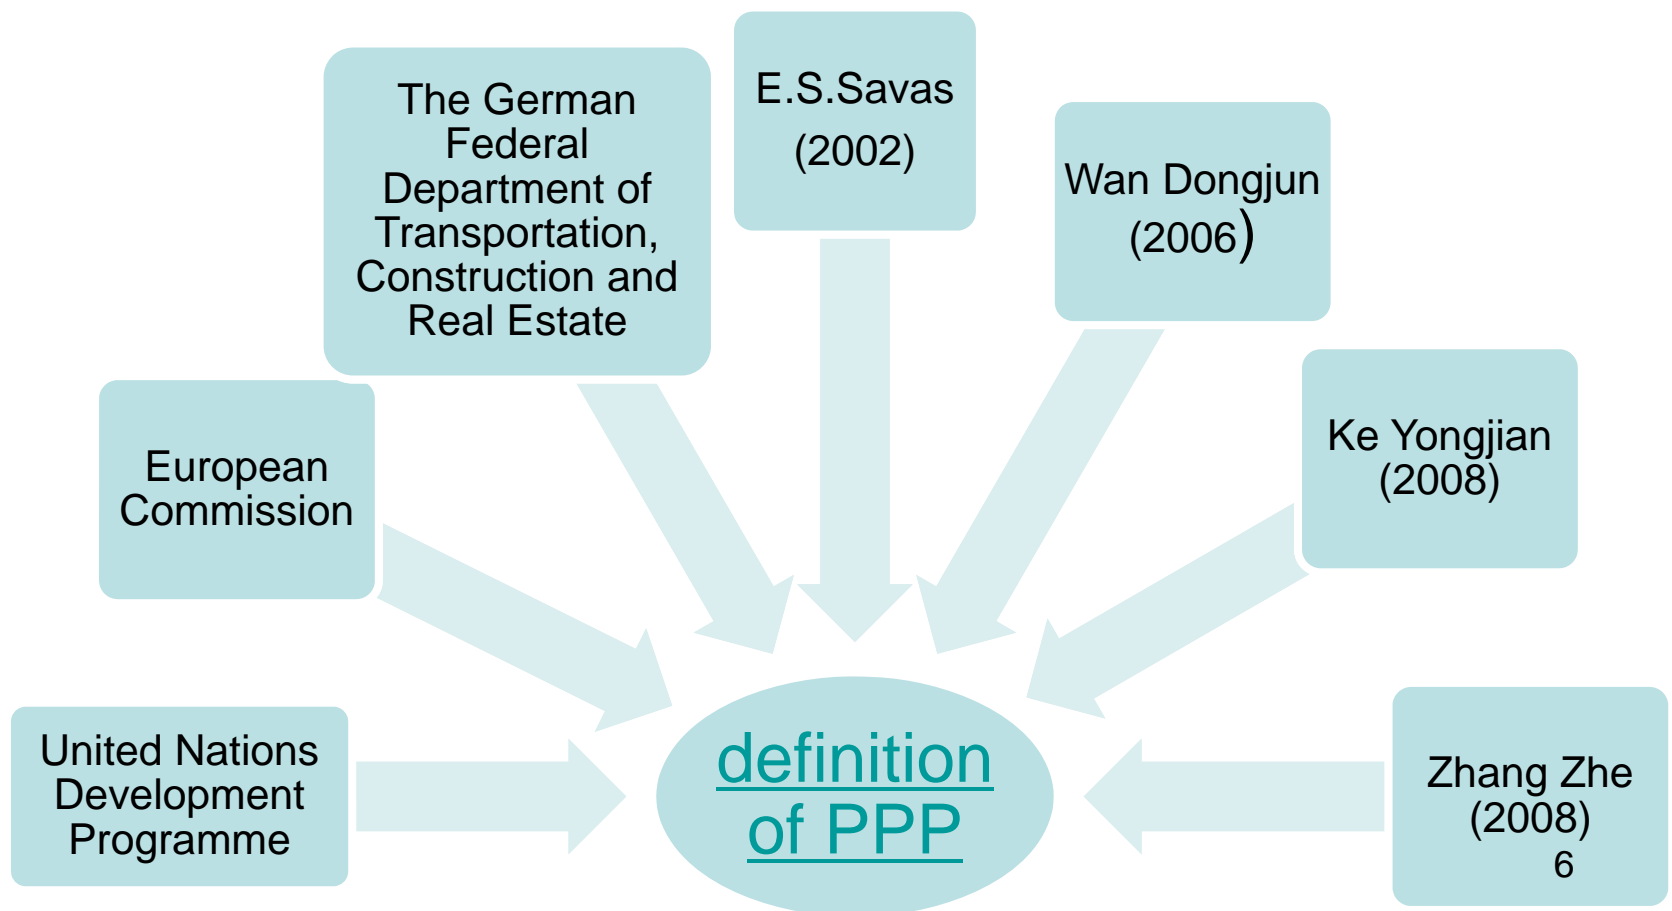 The German
Federal
Department of
Transportation,
Construction and
Real Estate
E.S.Savas
(2002)
Wan Dongjun
(2006)
European
Commission
Ke Yongjian
(2008)
United Nations
Development
Programme
definition
of PPP
Zhang Zhe
(2008)
6